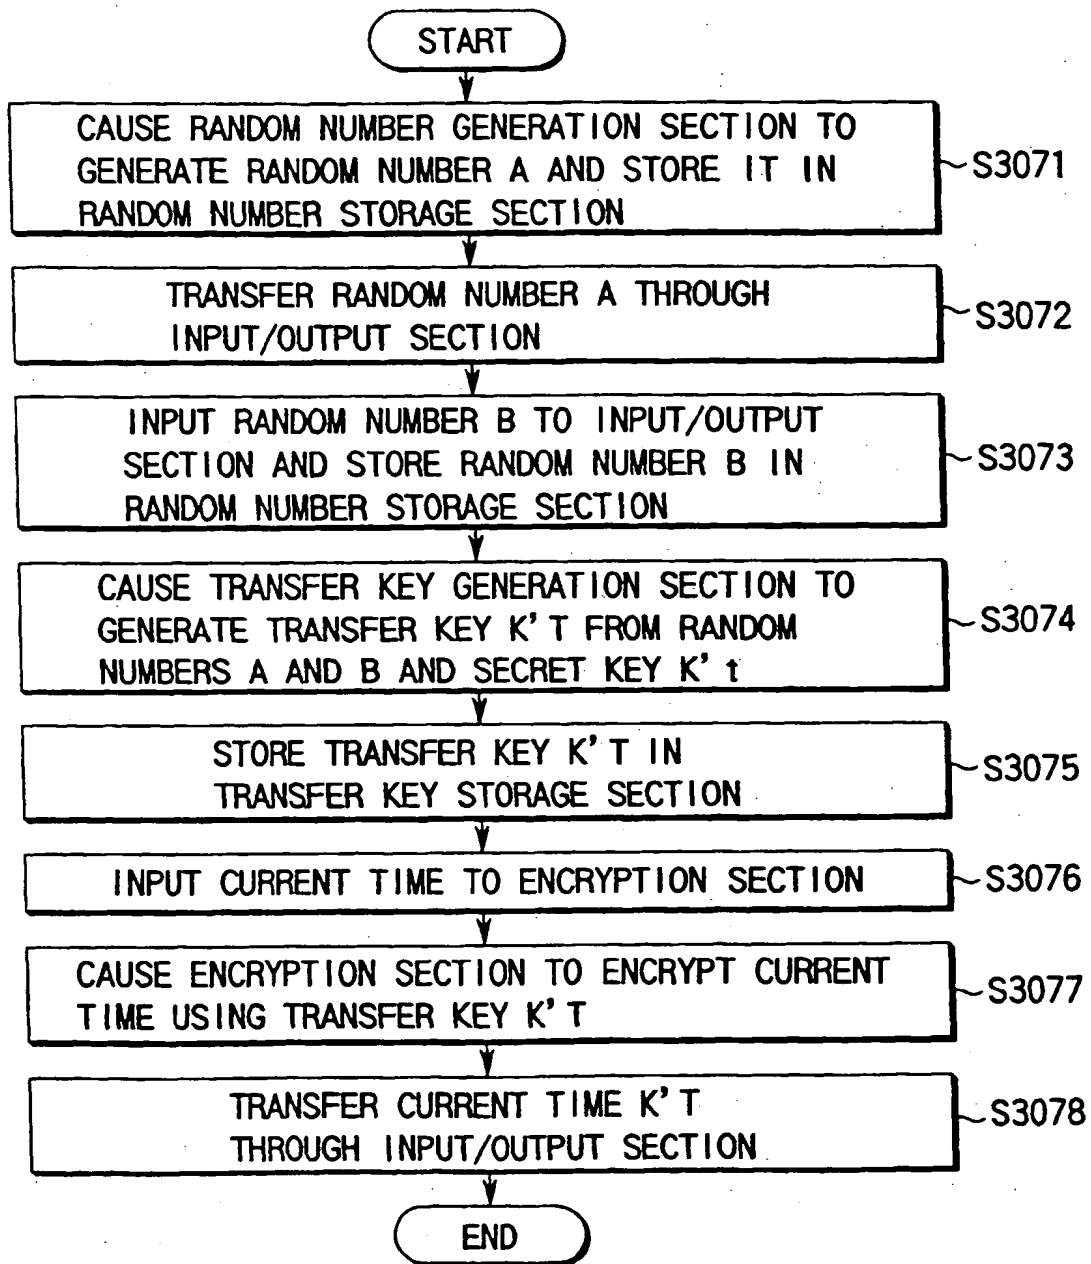 START
CAUSE RANDOM NUMBER GENERATION SECTION TO
GENERATE RANDOM NUMBER A AND STORE IT IN
RANDOM NUMBER STORAGE SECTION
S3071
TRANSFER RANDOM NUMBER A THROUGH
INPUT/OUTPUT SECTION
S3072
INPUT RANDOM NUMBER B TO INPUT/OUTPUT
SECTION AND STORE RANDOM NUMBER B IN
RANDOM NUMBER STORAGE SECTION
S3073
CAUSE TRANSFER KEY GENERATION SECTION TO
GENERATE TRANSFER KEY K'T FROM RANDOM
NUMBERS A AND B AND SECRET KEY K't
S3074
STORE TRANSFER KEY K'T IN
TRANSFER KEY STORAGE SECTION
S3075
INPUT CURRENT TIME TO ENCRYPTION SECTION
S3076
CAUSE ENCRYPTION SECTION TO ENCRYPT CURRENT
TIME USING TRANSFER KEY K'T
S3077
TRANSFER CURRENT TIME K'T
THROUGH INPUT/OUTPUT SECTION
S3078
END